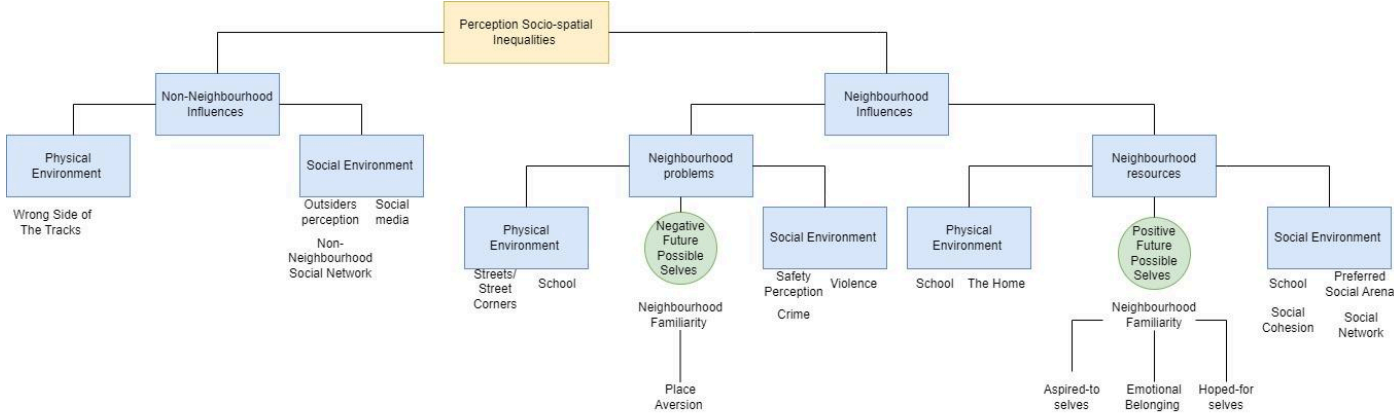 Perception Socio-spatial
Inequalities
Non-Neighbourhood
Influences
Neighbourhood
Influences
Physical
Environment
Social Environment
Neighbourhood
problems
Neighbourhood
resources
Wrong Side of
The Tracks
Outsiders
perception
Social
media
Non-
Neighbourhood
Social Network
Physical
Environment
Negative
Future
Possible
Selves
Social Environment
Physical
Environment
Positive
Future
Possible
Selves
Social Environment
Streets/
Street
Corners
School
Neighbourhood
Familiarity
Safety
Perception
Violence
Crime
School
The Home
Neighbourhood
Familiarity
School
Preferred
Social Arena
Social
Cohesion
Social
Network
Place
Aversion
Aspired-to
selves
Emotional
Belonging
Hoped-for
selves